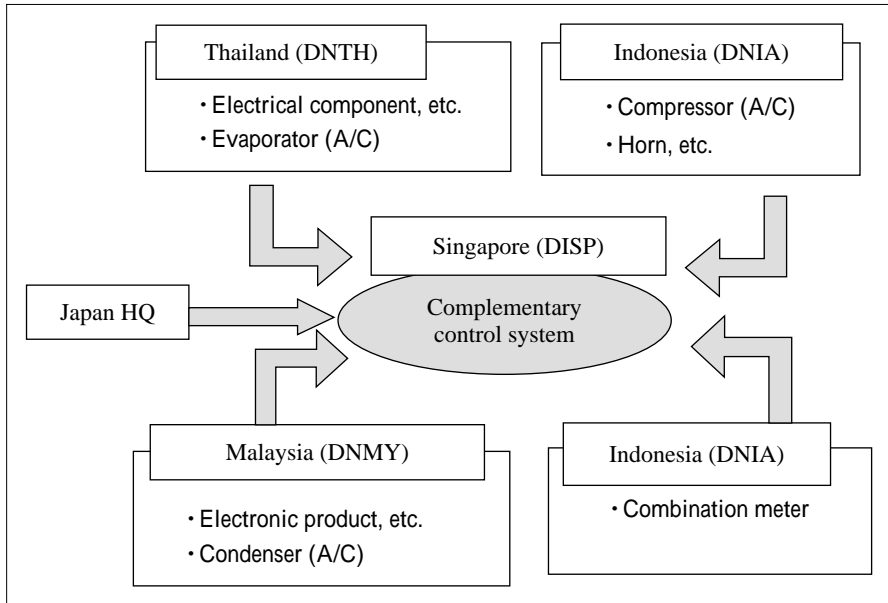 Thailand (DNTH)
・Electrical component, etc.
・Evaporator (A/C)
Indonesia (DNIA)
・Compressor (A/C)
・Horn, etc.
Singapore (DISP)
Complementary
control system
Japan HQ
Malaysia (DNMY)
・Electronic product, etc.
・Condenser (A/C)
Indonesia (DNIA)
・Combination meter